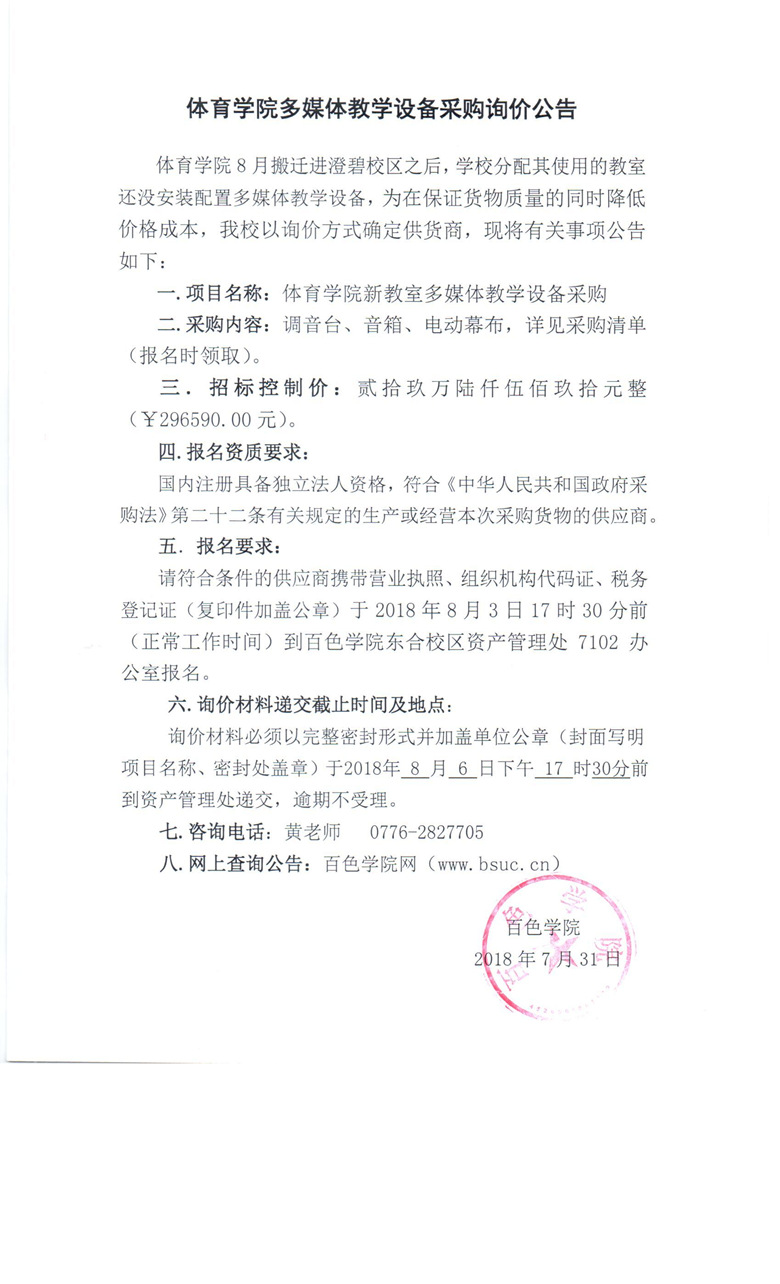 体育学院多媒体教学设备采购询价公告
体育学院8月搬迁进澄碧校区之后，学校分配其使用的教室
还没安装配置多媒体教学设备，为在保证货物质量的同时降低
价格成本，我校以询价方式确定供货商，现将有关事项公告
如下：
一.项目名称：体育学院新教室多媒体教学设备采购
二.采购内容：调音台、音箱、电动幕布，详见采购清单
（报名时领取）。
三．招标控制价：贰拾玖万陆仟伍佰玖拾元整
（￥296590.00元）。
四.报名资质要求：
国内注册具备独立法人资格，符合《中华人民共和国政府采
购法》第二十二条有关规定的生产或经营本次采购货物的供应商。
五．报名要求：
请符合条件的供应商携带营业执照、组织机构代码证、税务
登记证（复印件加盖公章）于2018年8月3日17时30分前
（正常工作时间）到百色学院东合校区资产管理处 7102 办
公室报名。
六.询价材料递交截止时间及地点：
询价材料必须以完整密封形式并加盖单位公章（封面写明
项目名称、密封处盖章）于2018年 8 月 6 日下午 17 时30分前
到资产管理处递交，逾期不受理。
七.咨询电话：黄老师 0776-2827705
八.网上查询公告：百色学院网（www.bsuc.cn）
百色学院
百色学院
2018年7月31日